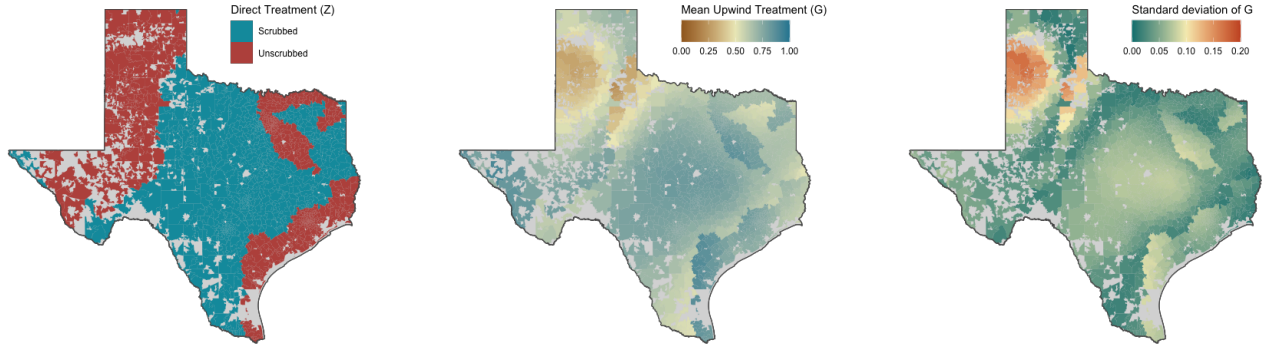 Direct Treatment (Z)
Scrubbed
Unscrubbed
Mean Upwind Treatment (G)
0.00 0.25 0.50 0.75 1.00
Standard deviation of G
0.00 0.05 0.10 0.15 0.20